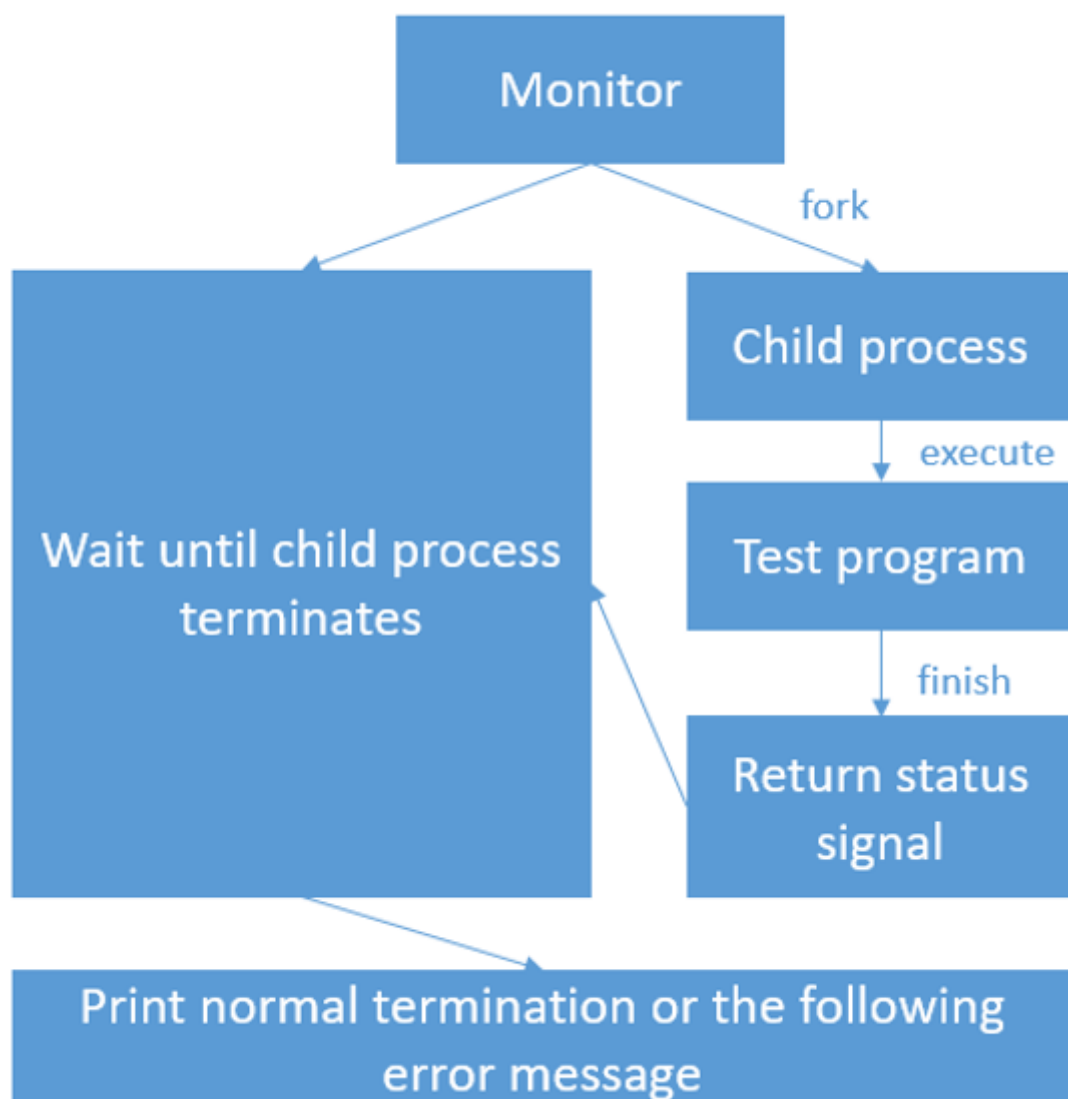 Monitor
fork
Child process
execute
Wait until child process
terminates
Test program
finish
Return status
signal
Print normal termination or the following
error message